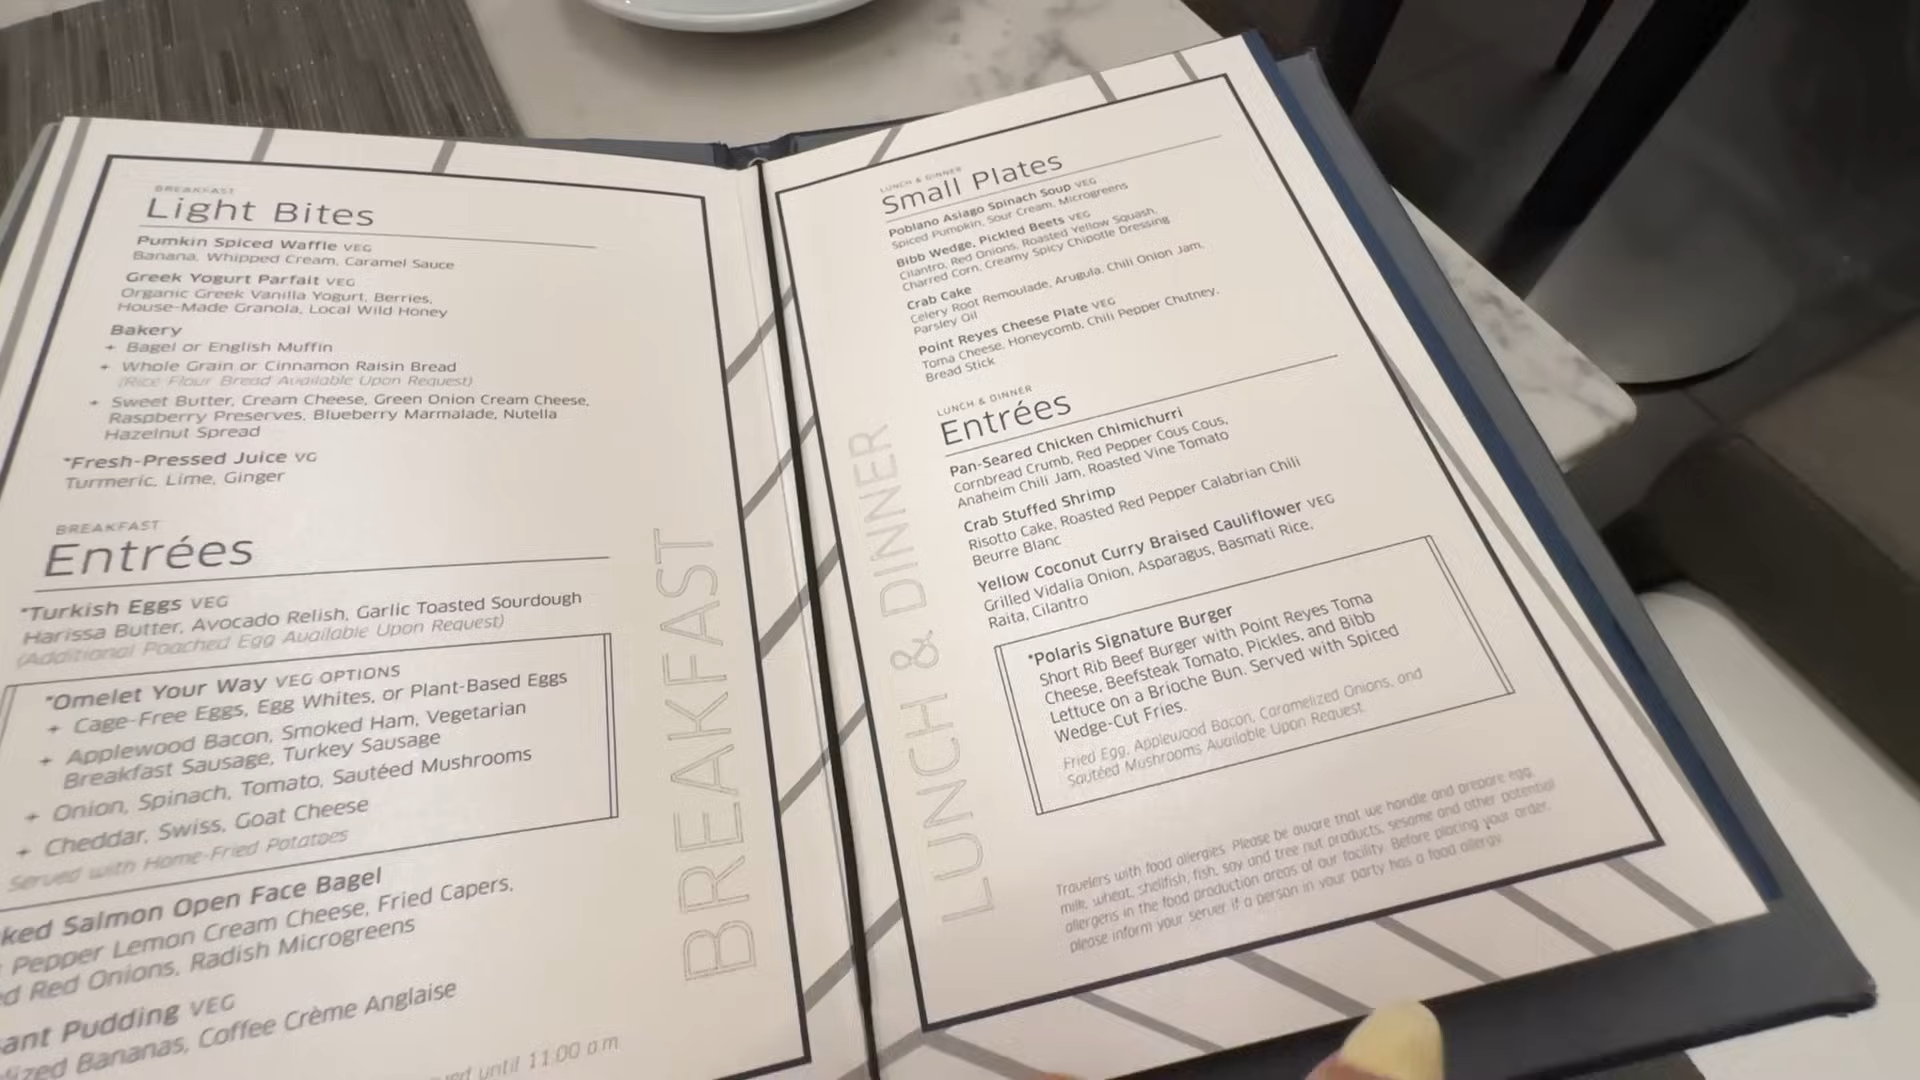 BREAKFAST
Light Bites
Pumkin Spiced Waffle VEG
Banana, Whipped Cream, Caramel Sauce
Greek Yogurt Parfait VEG
Organic Greek Vanilla Yogurt, Berries,
House-Made Granola, Local Wild Honey
Bakery
+ Bagel or English Muffin
+ Whole Grain or Cinnamon Raisin Bread
(Rice Flour Bread Available Upon Request)
+ Sweet Butter, Cream Cheese, Green Onion Cream Cheese,
Raspberry Preserves, Blueberry Marmalade, Nutella
Hazelnut Spread
*Fresh-Pressed Juice VG
Turmeric, Lime, Ginger
BREAKFAST
Entrées
*Turkish Eggs VEG
Harissa Butter, Avocado Relish, Garlic Toasted Sourdough
(Additional Poached Egg Available Upon Request)
*Omelet Your Way VEG OPTIONS
+ Cage-Free Eggs, Egg Whites, or Plant-Based Eggs
+ Applewood Bacon, Smoked Ham, Vegetarian
Breakfast Sausage, Turkey Sausage
+ Onion, Spinach, Tomato, Sautéed Mushrooms
+ Cheddar, Swiss, Goat Cheese
Served with Home-Fried Potatoes
Salmon Open Face Bagel
Pepper Lemon Cream Cheese, Fried Capers,
Red Onions, Radish Microgreens
Pudding VEG
Bananas, Coffee Crème Anglaise
until 11:00 a.m
BREAKFAST
LUNCH & DINNER
Small Plates
Poblano Asiago Spinach Soup VEG
Spiced Pumpkin, Sour Cream, Microgreens
Bibb Wedge, Pickled Beets VEG
Cilantro, Red Onions, Roasted Yellow Squash,
Charred Corn, Creamy Spicy Chipotle Dressing
Crab Cake
Celery Root Remoulade, Arugula, Chili Onion Jam,
Parsley Oil
Point Reyes Cheese Plate VEG
Toma Cheese, Honeycomb, Chili Pepper Chutney,
Bread Stick
LUNCH & DINNER
Entrées
Pan-Seared Chicken Chimichurri
Cornbread Crumb, Red Pepper Cous Cous,
Anaheim Chili Jam, Roasted Vine Tomato
Crab Stuffed Shrimp
Risotto Cake, Roasted Red Pepper Calabrian Chili
Beurre Blanc
Yellow Coconut Curry Braised Cauliflower VEG
Grilled Vidalia Onion, Asparagus, Basmati Rice,
Raita, Cilantro
*Polaris Signature Burger
Short Rib Beef Burger with Point Reyes Toma
Cheese, Beefsteak Tomato, Pickles, and Bibb
Lettuce on a Brioche Bun. Served with Spiced
Wedge-Cut Fries.
Fried Egg, Applewood Bacon, Caramelized Onions, and
Sautéed Mushrooms Available Upon Request.
LUNCH & DINNER
Travelers with food allergies. Please be aware that we handle and prepare egg,
milk, wheat, shellfish, fish, soy and tree nut products, sesame and other potential
allergens in the food production areas of our facility. Before placing your order,
please inform your server if a person in your party has a food allergy.